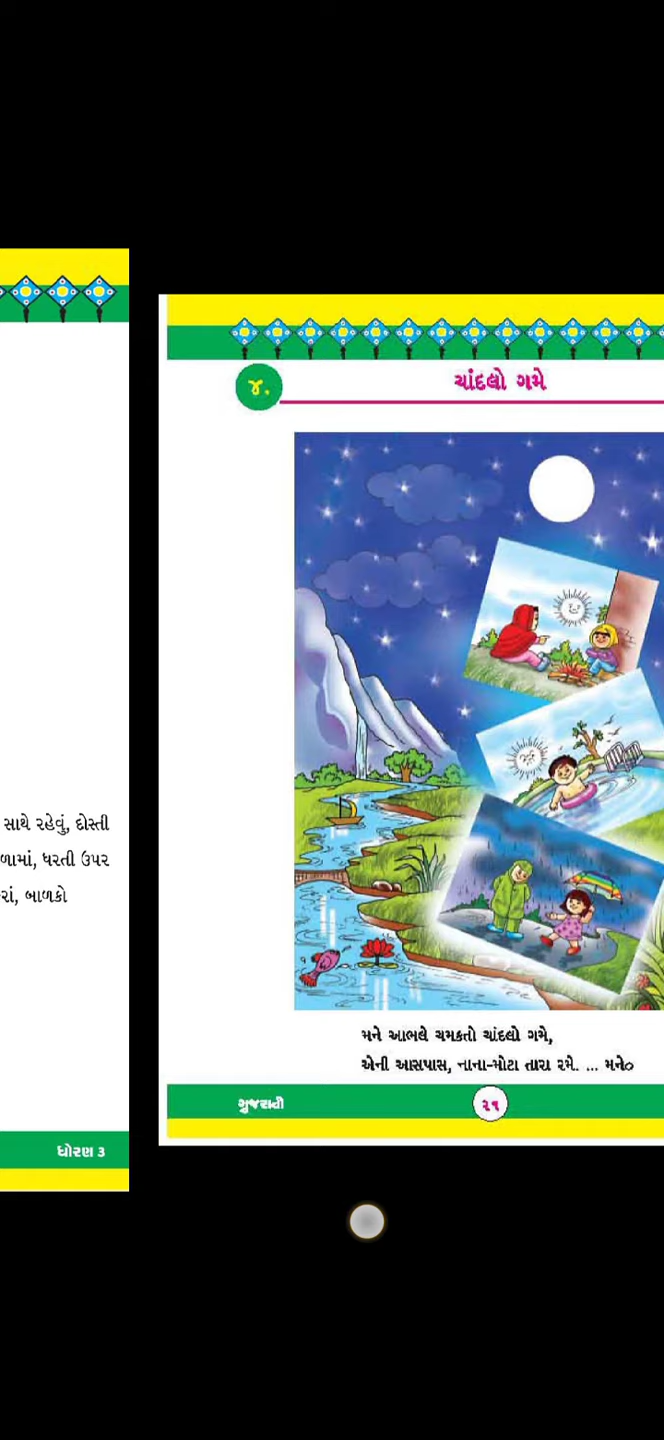 સાથે રહેવું, દોસ્તી
ળામાં, ધરતી ઉપર
રાં, બાળકો
ધોરણ ૩
૪.
ચાંદલો ગમે
મને આભલે ચમકતો ચાંદલો ગમે,
એની આસપાસ, નાના-મોટા તારા રમે. ... મને૦
ગુજરાતી
૨૧